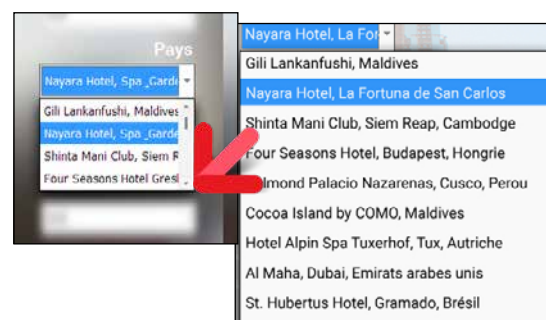 Pays
Nayara Hotel, Spa _Garde
Gili Lankanfushi, Maldives
Nayara Hotel, Spa _Garde
Shinta Mani Club, Siem R
Four Seasons Hotel Gresl
Nayara Hotel, La For
Gili Lankanfushi, Maldives
Nayara Hotel, La Fortuna de San Carlos
Shinta Mani Club, Siem Reap, Cambodge
Four Seasons Hotel, Budapest, Hongrie
lmond Palacio Nazarenas, Cusco, Perou
Cocoa Island by COMO, Maldives
Hotel Alpin Spa Tuxerhof, Tux, Autriche
Al Maha, Dubai, Emirats arabes unis
St. Hubertus Hotel, Gramado, Brésil